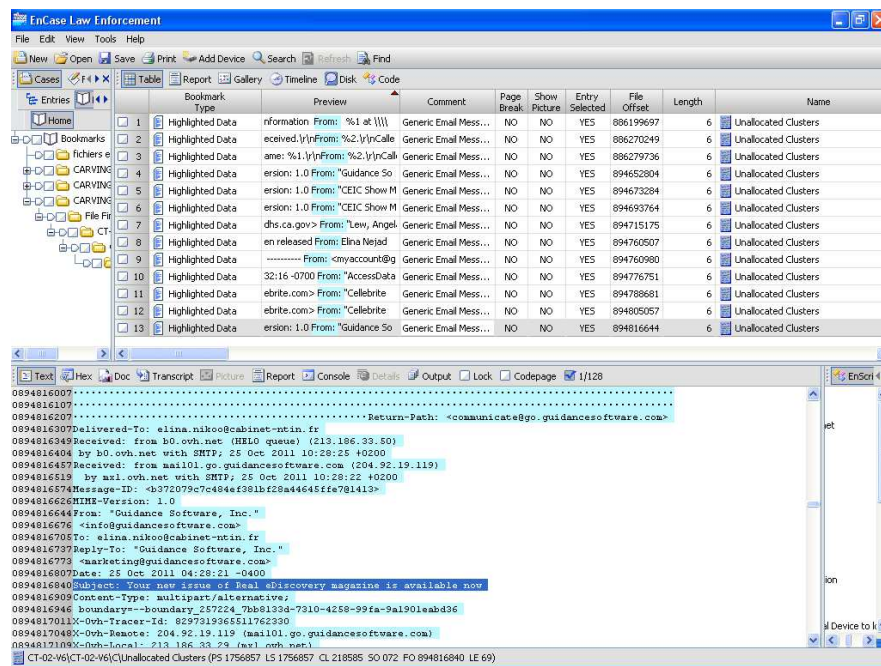 EnCase Law Enforcement
File Edit View Tools Help
New Open Save Print Add Device Search Refresh Find
Cases Table Report Gallery Timeline Disk Code
Entries
Home
Bookmarks
fichiers e
CARVING
CARVING
CARVING
File Fir
CT-
Bookmark Type Preview Comment Page Break Show Picture Entry Selected File Offset Length Name
1 Highlighted Data nformation From: %1 at \\\\ Generic Email Mess... NO NO YES 886199697 6 Unallocated Clusters
2 Highlighted Data eceived.\r\nFrom: %2.\r\nCalle Generic Email Mess... NO NO YES 886270249 6 Unallocated Clusters
3 Highlighted Data ame: %1.\r\nFrom: %2.\r\nCall Generic Email Mess... NO NO YES 886279736 6 Unallocated Clusters
4 Highlighted Data ersion: 1.0 From: "Guidance So Generic Email Mess... NO NO YES 894652804 6 Unallocated Clusters
5 Highlighted Data ersion: 1.0 From: "CEIC Show M Generic Email Mess... NO NO YES 894673284 6 Unallocated Clusters
6 Highlighted Data ersion: 1.0 From: "CEIC Show M Generic Email Mess... NO NO YES 894693764 6 Unallocated Clusters
7 Highlighted Data dhs.ca.gov> From: "Lew, Angel Generic Email Mess... NO NO YES 894715175 6 Unallocated Clusters
8 Highlighted Data en released From: Elina Nejad Generic Email Mess... NO NO YES 894760507 6 Unallocated Clusters
9 Highlighted Data ---------- From: <myaccount@g Generic Email Mess... NO NO YES 894760980 6 Unallocated Clusters
10 Highlighted Data 32:16 -0700 From: "AccessData Generic Email Mess... NO NO YES 894776751 6 Unallocated Clusters
11 Highlighted Data ebrite.com> From: "Cellebrite Generic Email Mess... NO NO YES 894788681 6 Unallocated Clusters
12 Highlighted Data ebrite.com> From: "Cellebrite Generic Email Mess... NO NO YES 894805057 6 Unallocated Clusters
13 Highlighted Data ersion: 1.0 From: "Guidance So Generic Email Mess... NO NO YES 894816644 6 Unallocated Clusters
Text Hex Doc Transcript Picture Report Console Details Output Lock Codepage 1/128 EnScri
0894816007
0894816107
0894816207 Return-Path: <communicate@go.guidancesoftware.com>
0894816307Delivered-To: elina.nikoo@cabinet-ntin.fr
0894816349Received: from b0.ovh.net (HELO queue) (213.186.33.50)
0894816404 by b0.ovh.net with SMTP; 25 Oct 2011 10:28:25 +0200
0894816457Received: from mail01.go.guidancesoftware.com (204.92.19.119)
0894816519 by mx1.ovh.net with SMTP; 25 Oct 2011 10:28:22 +0200
0894816574Message-ID: <b372079c7c484ef381bf28a44645ffe7@1413>
0894816626MIME-Version: 1.0
0894816644From: "Guidance Software, Inc."
0894816676 <info@guidancesoftware.com>
0894816705To: elina.nikoo@cabinet-ntin.fr
0894816737Reply-To: "Guidance Software, Inc."
0894816773 <marketing@guidancesoftware.com>
0894816807Date: 25 Oct 2011 04:28:21 -0400
0894816840Subject: Your new issue of Real eDiscovery magazine is available now
0894816909Content-Type: multipart/alternative;
0894816946 boundary=--boundary_257224_7bb8133d-7310-4258-99fa-9a1901eabd36
0894817011X-Ovh-Tracer-Id: 8297319365511762330
0894817048X-Ovh-Remote: 204.92.19.119 (mail01.go.guidancesoftware.com)
0894817109X-Ovh-Local: 213.186.33.29 (mx1.ovh.net)
et
ion
al Device to k
CT-02-V6\CT-02-V6\C\Unallocated Clusters (PS 1756857 LS 1756857 CL 218585 SO 072 FO 894816840 LE 69)